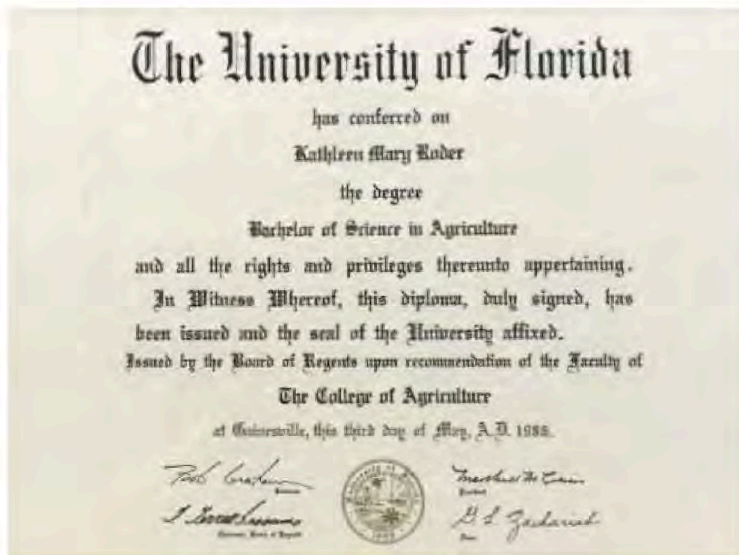 The University of Florida
has conferred on
Kathleen Mary Roder
the degree
Bachelor of Science in Agriculture
and all the rights and privileges thereunto appertaining.
In Witness Whereof, this diploma, duly signed, has
been issued and the seal of the University affixed.
Issued by the Board of Regents upon recommendation of the Faculty of
The College of Agriculture
at Gainesville, this third day of May, A.D.
Bob Graham